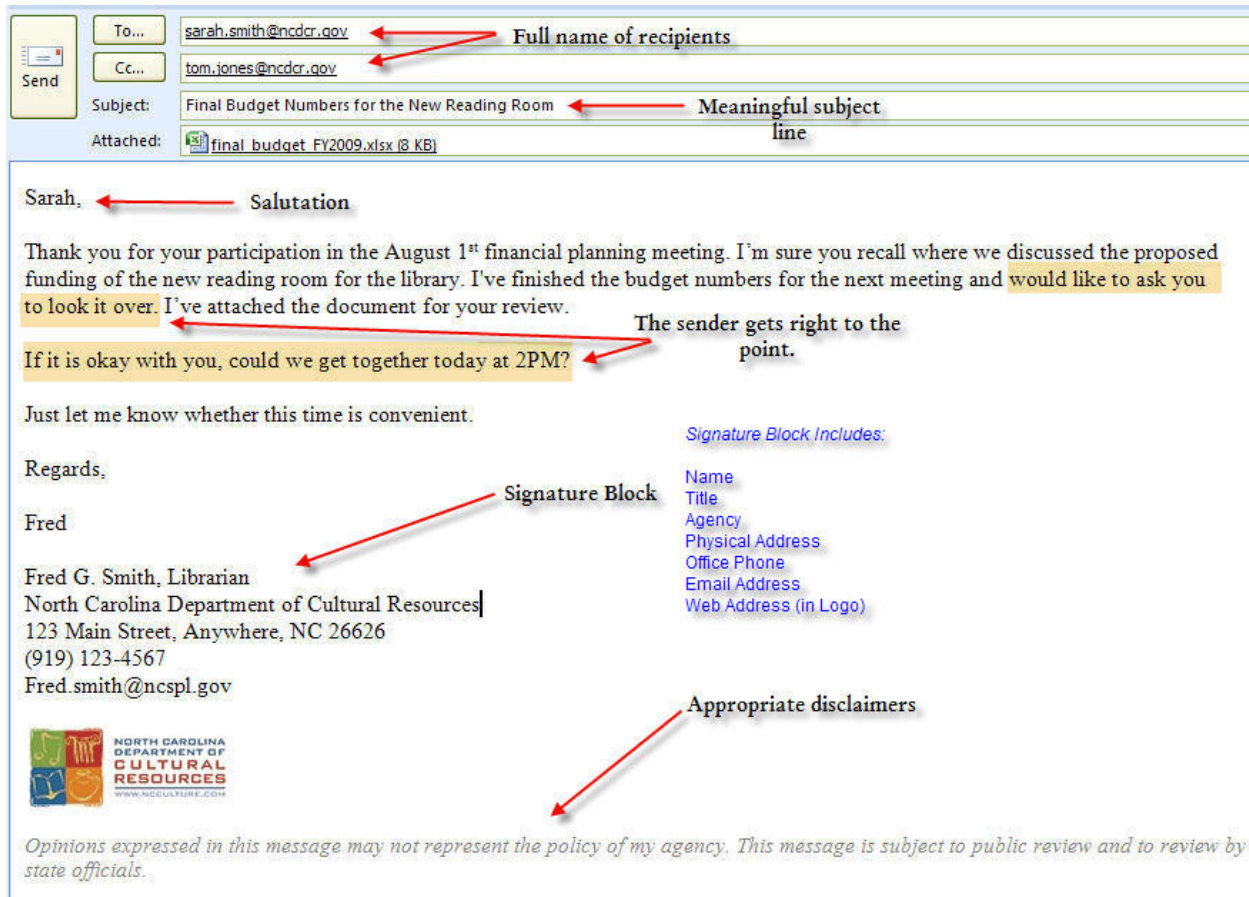 To...
sarah.smith@ncdcr.gov
Full name of recipients
Send
Cc...
tom.jones@ncdcr.gov
Subject:
Final Budget Numbers for the New Reading Room
Meaningful subject
line
Attached:
final_budget_FY2009.xlsx (8 KB)
Sarah,
Salutation
Thank you for your participation in the August 1st financial planning meeting. I'm sure you recall where we discussed the proposed
funding of the new reading room for the library. I've finished the budget numbers for the next meeting and would like to ask you
to look it over. I've attached the document for your review.
The sender gets right to the
point.
If it is okay with you, could we get together today at 2PM?
Just let me know whether this time is convenient.
Signature Block Includes:
Regards,
Name
Title
Agency
Physical Address
Office Phone
Email Address
Web Address (in Logo)
Signature Block
Fred
Fred G. Smith, Librarian
North Carolina Department of Cultural Resources
123 Main Street, Anywhere, NC 26626
(919) 123-4567
Fred.smith@ncspl.gov
Appropriate disclaimers
NORTH CAROLINA
DEPARTMENT OF
CULTURAL
RESOURCES
WWW.NCCULTURE.COM
Opinions expressed in this message may not represent the policy of my agency. This message is subject to public review and to review by
state officials.